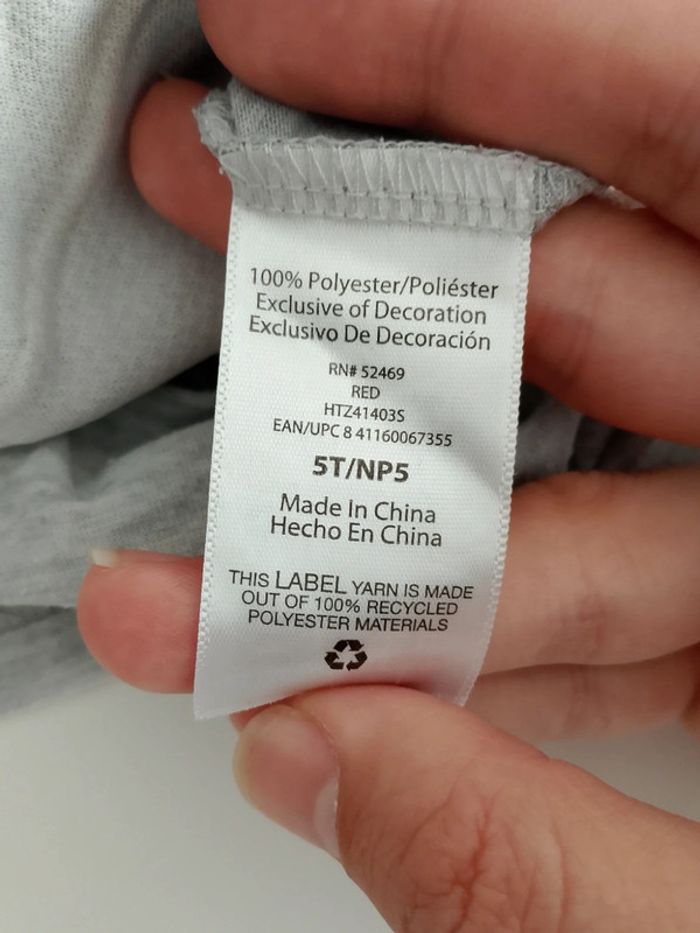 100% Polyester/Poliéster
Exclusive of Decoration
Exclusivo De Decoración
RN# 52469
RED
HTZ41403S
EAN/UPC 8 41160067355
5T/NP5
Made In China
Hecho En China
THIS LABEL YARN IS MADE
OUT OF 100% RECYCLED
POLYESTER MATERIALS